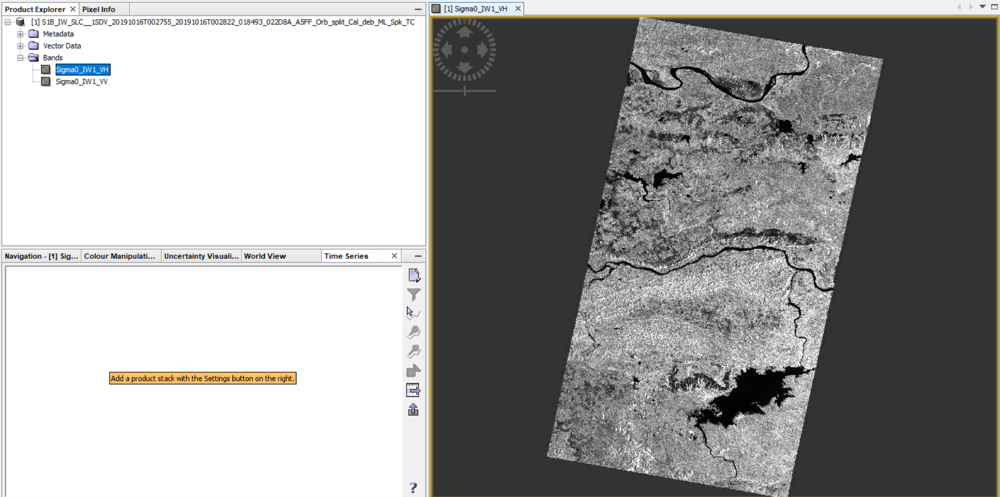 Product Explorer × Pixel Info
[1] S1B_IW_SLC__1SDV_20191016T002755_20191016T002822_018493_022D8A_A5FF_Orb_split_Cal_deb_ML_Spk_TC
Metadata
Vector Data
Bands
Sigma0_IW1_VH
Sigma0_IW1_VV
[1] Sigma0_IW1_VH ×
Navigation - [1] Sig... Colour Manipulati... Uncertainty Visuali... World View Time Series ×
Add a product stack with the Settings button on the right.
?